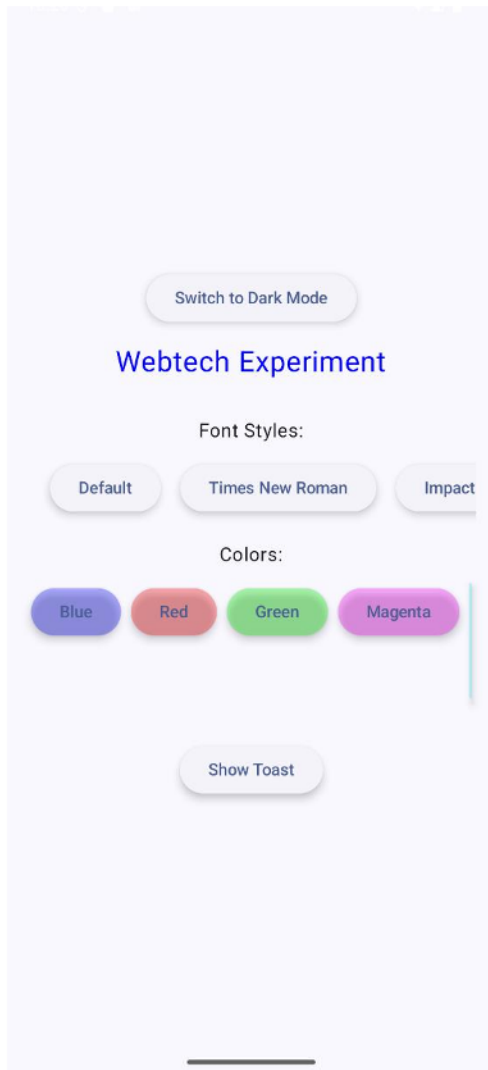 Switch to Dark Mode
Webtech Experiment
Font Styles:
Default Times New Roman Impact
Colors:
Blue Red Green Magenta
Show Toast